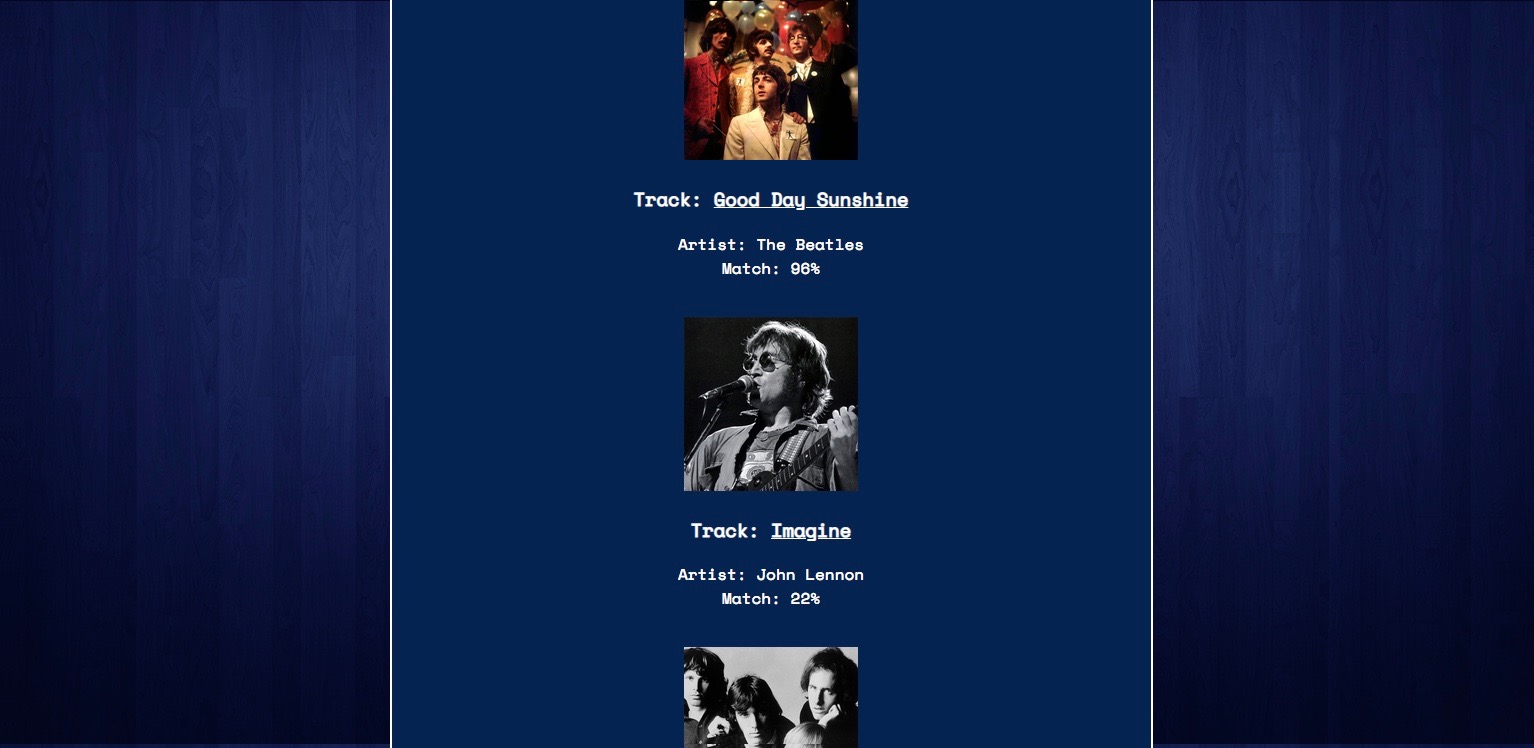 Track: Good Day Sunshine
Artist: The Beatles
Match: 96%
Track: Imagine
Artist: John Lennon
Match: 22%